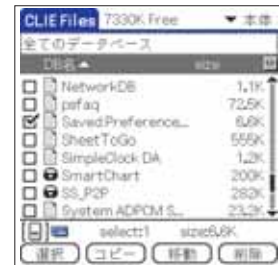 CLIE Files 7330K Free ▼ 本体
全てのデータベース
DB名 size
NetworkDB 1.1K
psfaq 72.5K
Saved Preference... 6.6K
SheetToGo 555K
SimpleClock DA 1.2K
SmartChart 200K
SS_P2P 282K
System ADPCM S... 23.2K
select:1 size:6.6K
選択 コピー 移動 削除